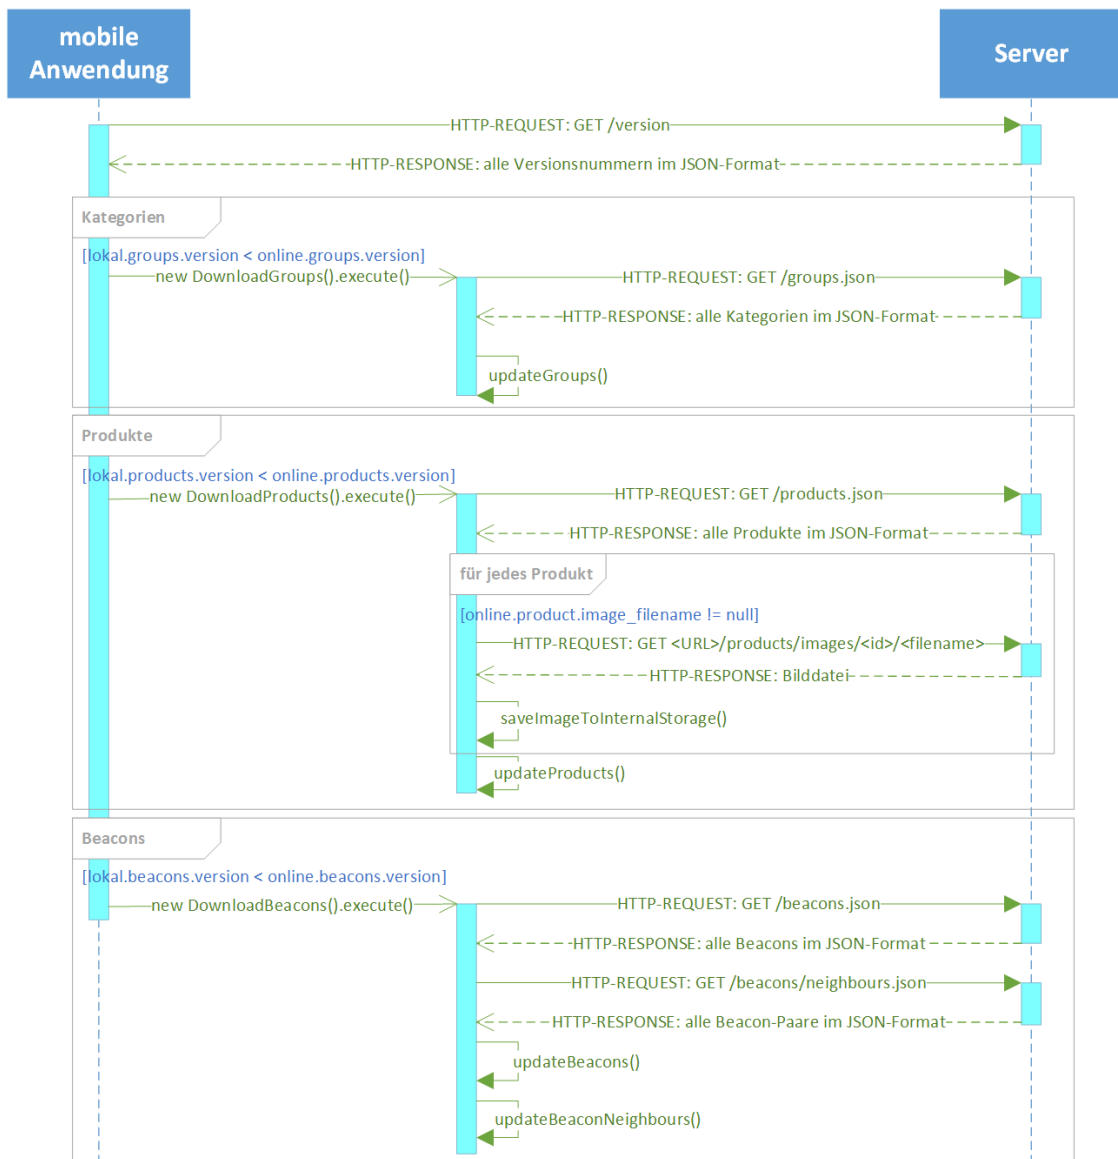 mobile
Anwendung
Server
HTTP-REQUEST: GET /version
HTTP-RESPONSE: alle Versionsnummern im JSON-Format
Kategorien
[lokal.groups.version < online.groups.version]
new DownloadGroups().execute()
HTTP-REQUEST: GET /groups.json
HTTP-RESPONSE: alle Kategorien im JSON-Format
updateGroups()
Produkte
[lokal.products.version < online.products.version]
new DownloadProducts().execute()
HTTP-REQUEST: GET /products.json
HTTP-RESPONSE: alle Produkte im JSON-Format
für jedes Produkt
[online.product.image_filename != null]
HTTP-REQUEST: GET <URL>/products/images/<id>/<filename>
HTTP-RESPONSE: Bilddatei
saveImageToInternalStorage()
updateProducts()
Beacons
[lokal.beacons.version < online.beacons.version]
new DownloadBeacons().execute()
HTTP-REQUEST: GET /beacons.json
HTTP-RESPONSE: alle Beacons im JSON-Format
HTTP-REQUEST: GET /beacons/neighbours.json
HTTP-RESPONSE: alle Beacon-Paare im JSON-Format
updateBeacons()
updateBeaconNeighbours()